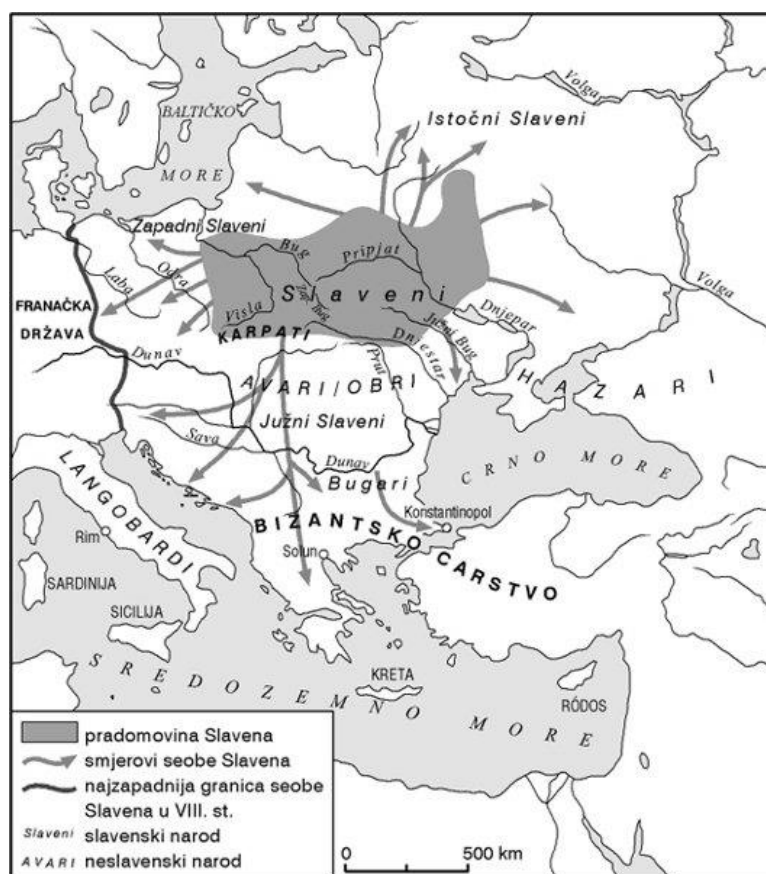 Volga
BALTIČKO
MORE
Istočni Slaveni
Zapadni Slaveni
Laba
Odra
Bug
Pripjat
Slaveni
Zap. Bug
Visla
KARPATI
Volga
FRANAČKA
DRŽAVA
Dunav
Dnjepar
Južni Bug
Dnjestar
Prut
HAZARI
AVARI/OBRI
Južni Slaveni
Sava
Dunav
Bugari
CRNO MORE
LANGOBARDI
Konstantinopol
BIZANTSKO CARSTVO
Rim
Solun
SARDINIJA
SICILIJA
KRETA
RÓDOS
SREDOZEMNO MORE
pradomovina Slavena
smjerovi seobe Slavena
najzapadnija granica seobe
Slavena u VIII. st.
Slaveni slavenski narod
AVARI neslavenski narod
0 500 km